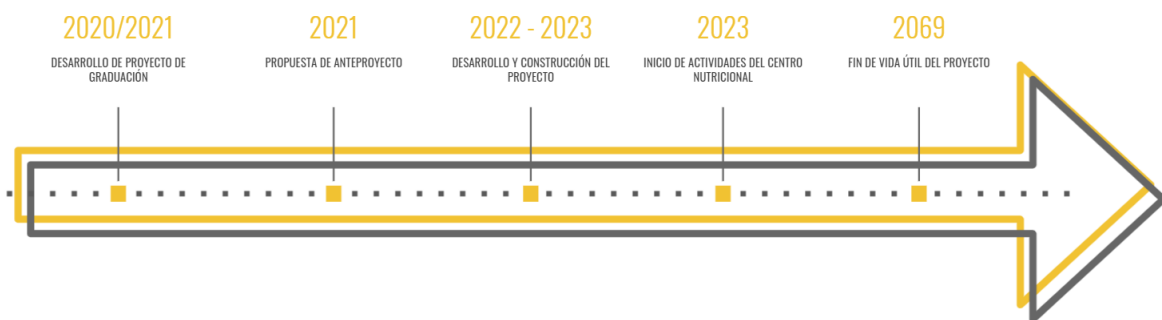 2020/2021
DESARROLLO DE PROYECTO DE
GRADUACIÓN
2021
PROPUESTA DE ANTEPROYECTO
2022 - 2023
DESARROLLO Y CONSTRUCCIÓN DEL
PROYECTO
2023
INICIO DE ACTIVIDADES DEL CENTRO
NUTRICIONAL
2069
FIN DE VIDA ÚTIL DEL PROYECTO